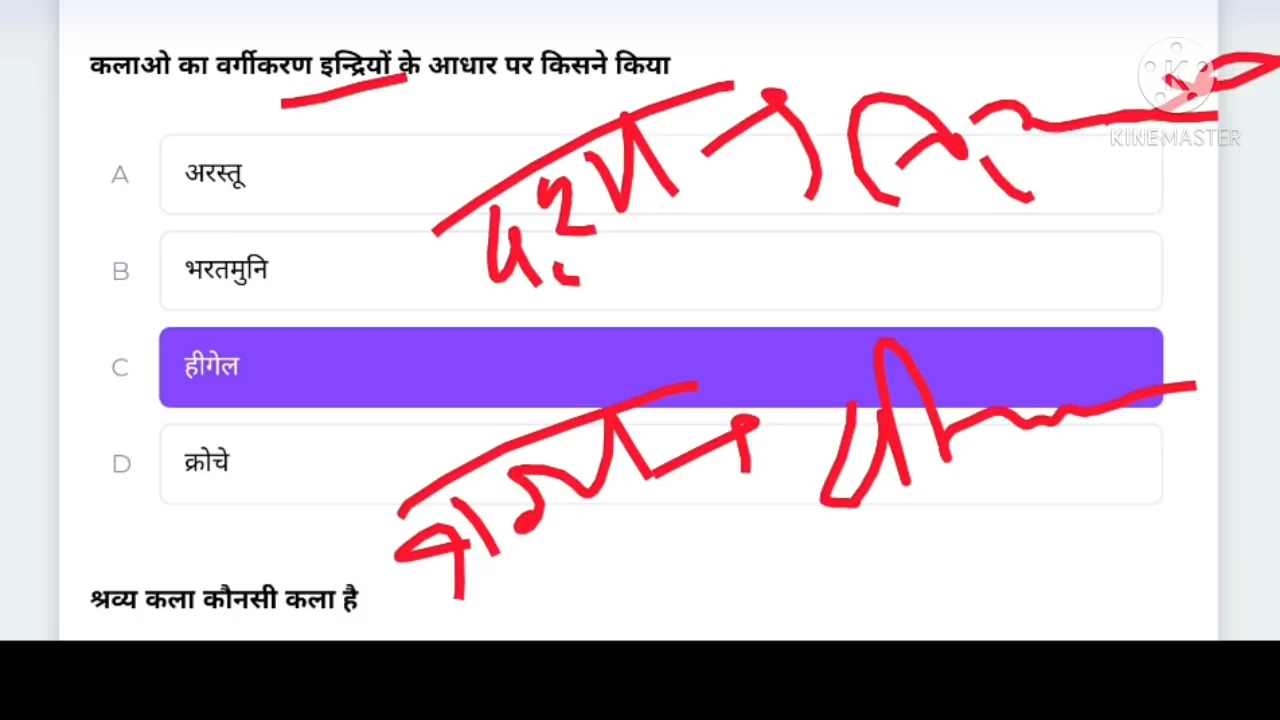 कलाओ का वर्गीकरण इन्द्रियों के आधार पर किसने किया
KINEMASTER
A अरस्तू
B भरतमुनि
C हीगेल
D क्रोचे
श्रव्य कला कौनसी कला है